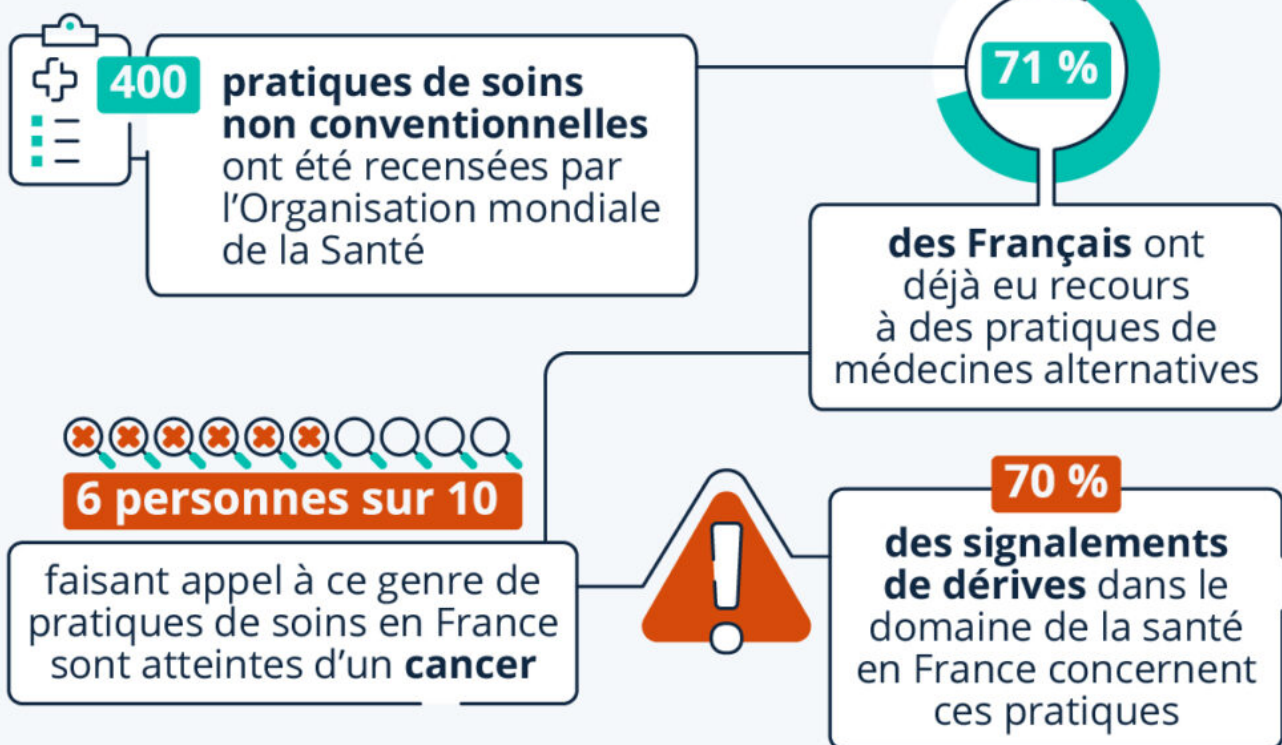 400
pratiques de soins
non conventionnelles
ont été recensées par
l'Organisation mondiale
de la Santé
71 %
des Français ont
déjà eu recours
à des pratiques de
médecines alternatives
6 personnes sur 10
faisant appel à ce genre de
pratiques de soins en France
sont atteintes d'un cancer
70 %
des signalements
de dérives dans le
domaine de la santé
en France concernent
ces pratiques